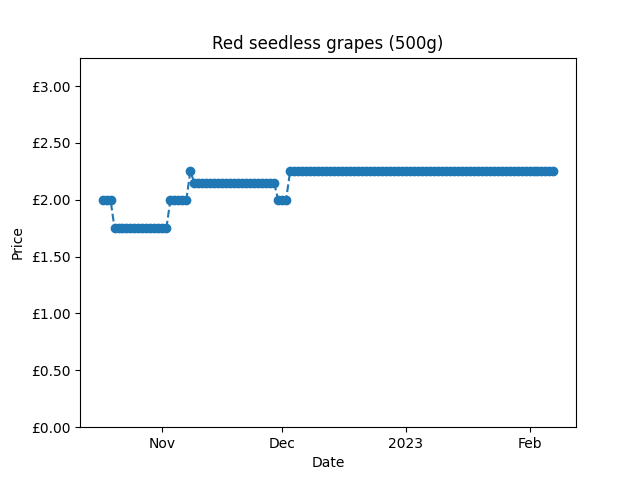 Red seedless grapes (500g)
£3.00
£2.50
£2.00
£1.50
£1.00
£0.50
£0.00
Price
Nov
Dec
2023
Feb
Date